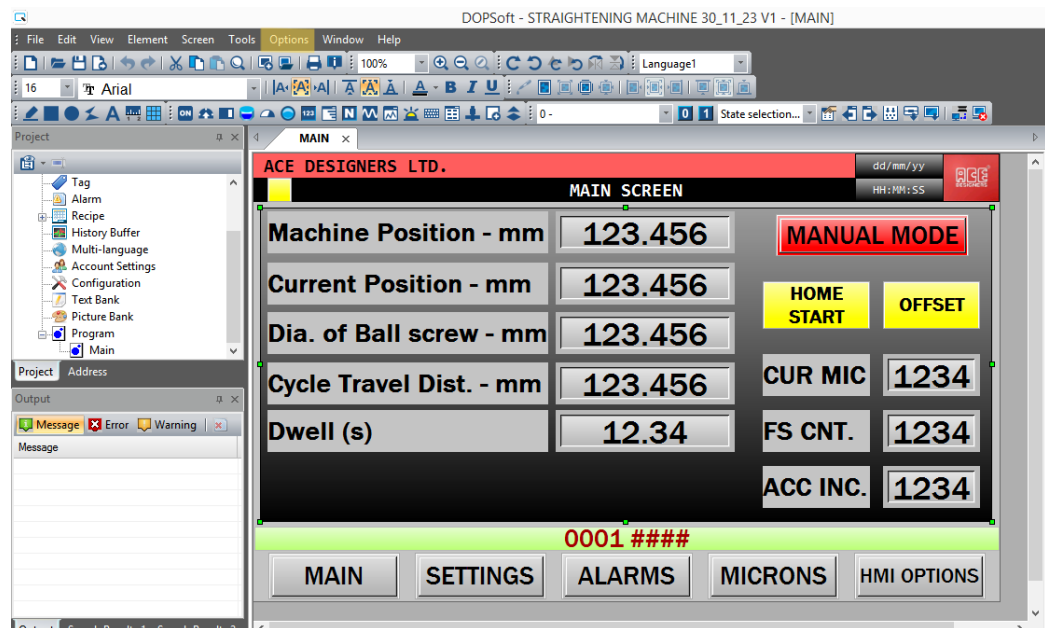 DOPSoft - STRAIGHTENING MACHINE 30_11_23 V1 - [MAIN]
File Edit View Element Screen Tools Options Window Help
100% Language1
16 Arial
0 - 0 1 State selection...
Project
MAIN
Tag
Alarm
Recipe
History Buffer
Multi-language
Account Settings
Configuration
Text Bank
Picture Bank
Program
Main
Project Address
Output
Message Error Warning
Message
ACE DESIGNERS LTD. dd/mm/yy
MAIN SCREEN HH:MM:SS
ACE
DESIGNERS
Machine Position - mm 123.456 MANUAL MODE
Current Position - mm 123.456
HOME
START
OFFSET
Dia. of Ball screw - mm 123.456
Cycle Travel Dist. - mm 123.456 CUR MIC 1234
Dwell (s) 12.34 FS CNT. 1234
ACC INC. 1234
0001 ####
MAIN SETTINGS ALARMS MICRONS HMI OPTIONS